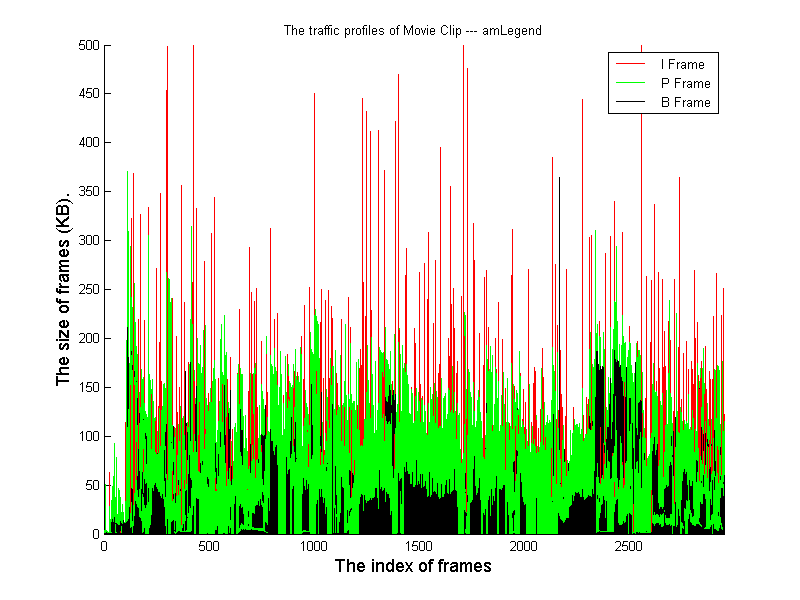 The traffic profiles of Movie Clip --- amLegend
I Frame
P Frame
B Frame
500
450
400
350
300
250
200
150
100
50
0
The size of frames (KB).
0
500
1000
1500
2000
2500
The index of frames